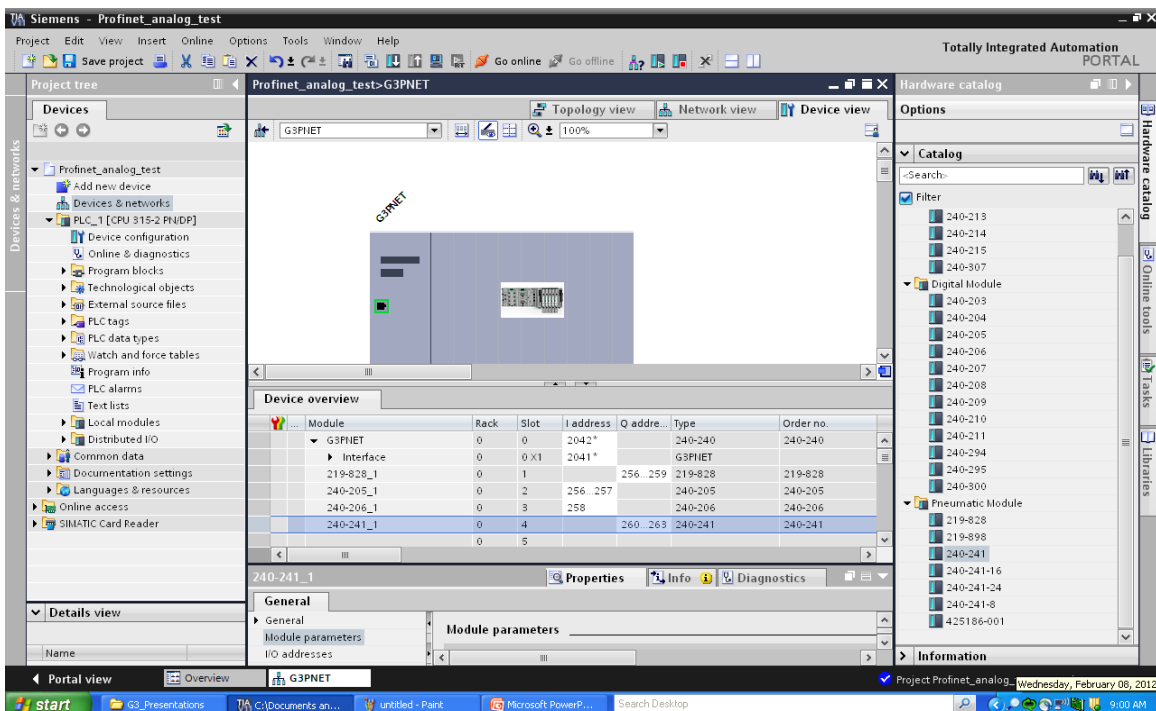 Siemens - Profinet_analog_test
Project Edit View Insert Online Options Tools Window Help
Totally Integrated Automation
PORTAL
Save project Go online Go offline
Project tree
Profinet_analog_test>G3PNET
Hardware catalog
Devices
Topology view Network view Device view
Options
G3PNET 100%
Devices & networks
Profinet_analog_test
Add new device
Devices & networks
PLC_1 [CPU 315-2 PN/DP]
Device configuration
Online & diagnostics
Program blocks
Technological objects
External source files
PLC tags
PLC data types
Watch and force tables
Program info
PLC alarms
Text lists
Local modules
Distributed I/O
Common data
Documentation settings
Languages & resources
Online access
SIMATIC Card Reader
Details view
Name
G3PNET
Device overview
... Module Rack Slot I address Q addre... Type Order no.
G3PNET 0 0 2042* 240-240 240-240
Interface 0 0 X1 2041* G3PNET
219-828_1 0 1 256...259 219-828 219-828
240-205_1 0 2 256...257 240-205 240-205
240-206_1 0 3 258 240-206 240-206
240-241_1 0 4 260...263 240-241 240-241
0 5
240-241_1
Properties Info Diagnostics
General
General
Module parameters
I/O addresses
Module parameters
Catalog
<Search>
Filter
240-213
240-214
240-215
240-307
Digital Module
240-203
240-204
240-205
240-206
240-207
240-208
240-209
240-210
240-211
240-294
240-295
240-300
Pneumatic Module
219-828
219-898
240-241
240-241-16
240-241-24
240-241-8
425186-001
Information
Hardware catalog
Online tools
Tasks
Libraries
Portal view Overview G3PNET
Project Profinet_analog_
Wednesday, February 08, 2012
start G3_Presentations C:\Documents an... untitled - Paint Microsoft PowerP... Search Desktop 9:00 AM